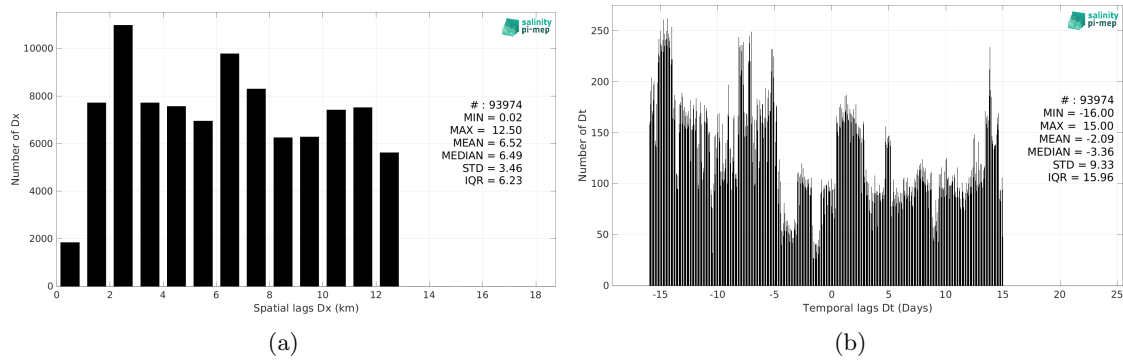 salinity
pi-mep
10000
8000
6000
4000
2000
0
Number of Dx
# : 93974
MIN = 0.02
MAX = 12.50
MEAN = 6.52
MEDIAN = 6.49
STD = 3.46
IQR = 6.23
0 2 4 6 8 10 12 14 16 18
Spatial lags Dx (km)
(a)
salinity
pi-mep
250
200
150
100
50
0
Number of Dt
# : 93974
MIN = -16.00
MAX = 15.00
MEAN = -2.09
MEDIAN = -3.36
STD = 9.33
IQR = 15.96
-15 -10 -5 0 5 10 15 20 25
Temporal lags Dt (Days)
(b)